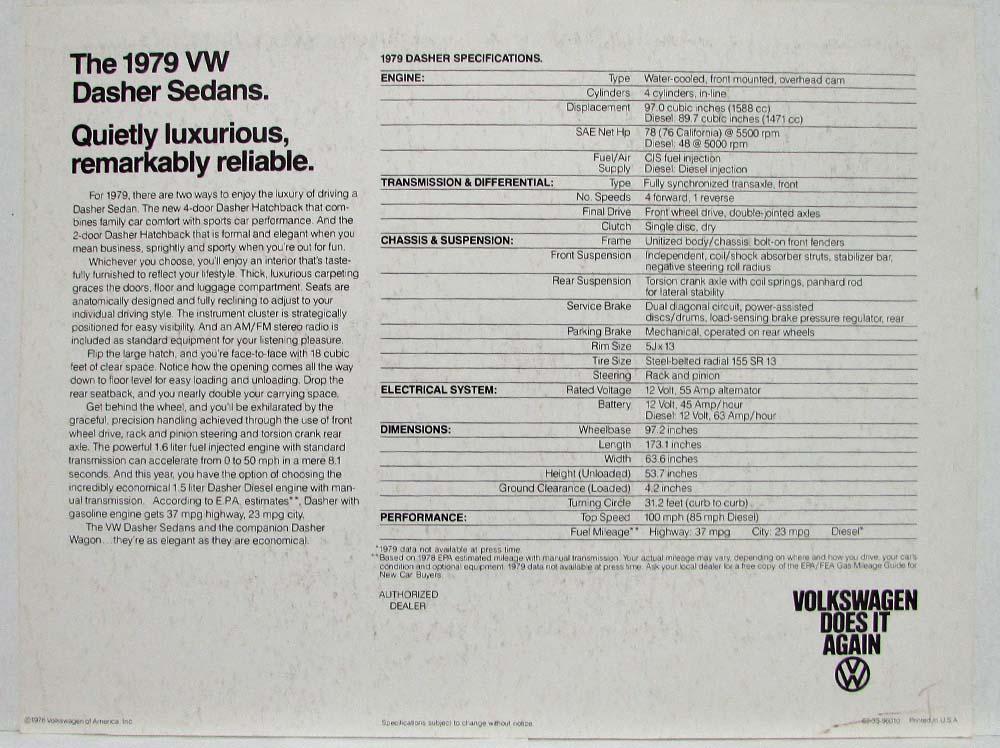 The 1979 VW
Dasher Sedans.
Quietly luxurious,
remarkably reliable.
For 1979, there are two ways to enjoy the luxury of driving a
Dasher Sedan. The new 4-door Dasher Hatchback that com-
bines family car comfort with sports car performance. And the
2-door Dasher Hatchback that is formal and elegant when you
mean business, sprightly and sporty when you're out for fun.
Whichever you choose, you'll enjoy an interior that's taste-
fully furnished to reflect your lifestyle. Thick, luxurious carpeting
graces the doors, floor and luggage compartment. Seats are
anatomically designed and fully reclining to adjust to your
individual driving style. The instrument cluster is strategically
positioned for easy visibility. And an AM/FM stereo radio is
included as standard equipment for your listening pleasure.
Flip the large hatch, and you're face-to-face with 18 cubic
feet of clear space. Notice how the opening comes all the way
down to floor level for easy loading and unloading. Drop the
rear seatback, and you nearly double your carrying space.
Get behind the wheel, and you'll be exhilarated by the
graceful, precision handling achieved through the use of front
wheel drive, rack and pinion steering and torsion crank rear
axle. The powerful 1.6 liter fuel injected engine with standard
transmission can accelerate from 0 to 50 mph in a mere 8.1
seconds. And this year, you have the option of choosing the
incredibly economical 1.5 liter Dasher Diesel engine with man-
ual transmission. According to E.P.A. estimates**, Dasher with
gasoline engine gets 37 mpg highway, 23 mpg city.
The VW Dasher Sedans and the companion Dasher
Wagon...they're as elegant as they are economical.
1979 DASHER SPECIFICATIONS.
ENGINE: Type Water-cooled, front mounted, overhead cam
Cylinders 4 cylinders, in-line
Displacement 97.0 cubic inches (1588 cc)
Diesel: 89.7 cubic inches (1471 cc)
SAE Net Hp 78 (76 California) @ 5500 rpm
Diesel: 48 @ 5000 rpm
Fuel/Air CIS fuel injection
Supply Diesel: Diesel injection
TRANSMISSION & DIFFERENTIAL: Type Fully synchronized transaxle, front
No. Speeds 4 forward, 1 reverse
Final Drive Front wheel drive, double-jointed axles
Clutch Single disc, dry
CHASSIS & SUSPENSION: Frame Unitized body/chassis, bolt-on front fenders
Front Suspension Independent, coil/shock absorber struts, stabilizer bar,
negative steering roll radius
Rear Suspension Torsion crank axle with coil springs, panhard rod
for lateral stability
Service Brake Dual diagonal circuit, power-assisted
discs/drums, load-sensing brake pressure regulator, rear
Parking Brake Mechanical, operated on rear wheels
Rim Size 5J x 13
Tire Size Steel-belted radial 155 SR 13
Steering Rack and pinion
ELECTRICAL SYSTEM: Rated Voltage 12 Volt, 55 Amp alternator
Battery 12 Volt, 45 Amp/hour
Diesel: 12 Volt, 63 Amp/hour
DIMENSIONS: Wheelbase 97.2 inches
Length 173.1 inches
Width 63.6 inches
Height (Unloaded) 53.7 inches
Ground Clearance (Loaded) 4.2 inches
Turning Circle 31.2 feet (curb to curb)
PERFORMANCE: Top Speed 100 mph (85 mph Diesel)
Fuel Mileage** Highway: 37 mpg City: 23 mpg Diesel*
*1979 data not available at press time.
**Based on 1978 EPA estimated mileage with manual transmission. Your actual mileage may vary, depending on where and how you drive, your car's
condition and optional equipment. 1979 data not available at press time. Ask your local dealer for a free copy of the EPA/FEA Gas Mileage Guide for
New Car Buyers.
AUTHORIZED
DEALER
VOLKSWAGEN
DOES IT
AGAIN
©1978 Volkswagen of America, Inc.
Specifications subject to change without notice.
Printed in U.S.A.